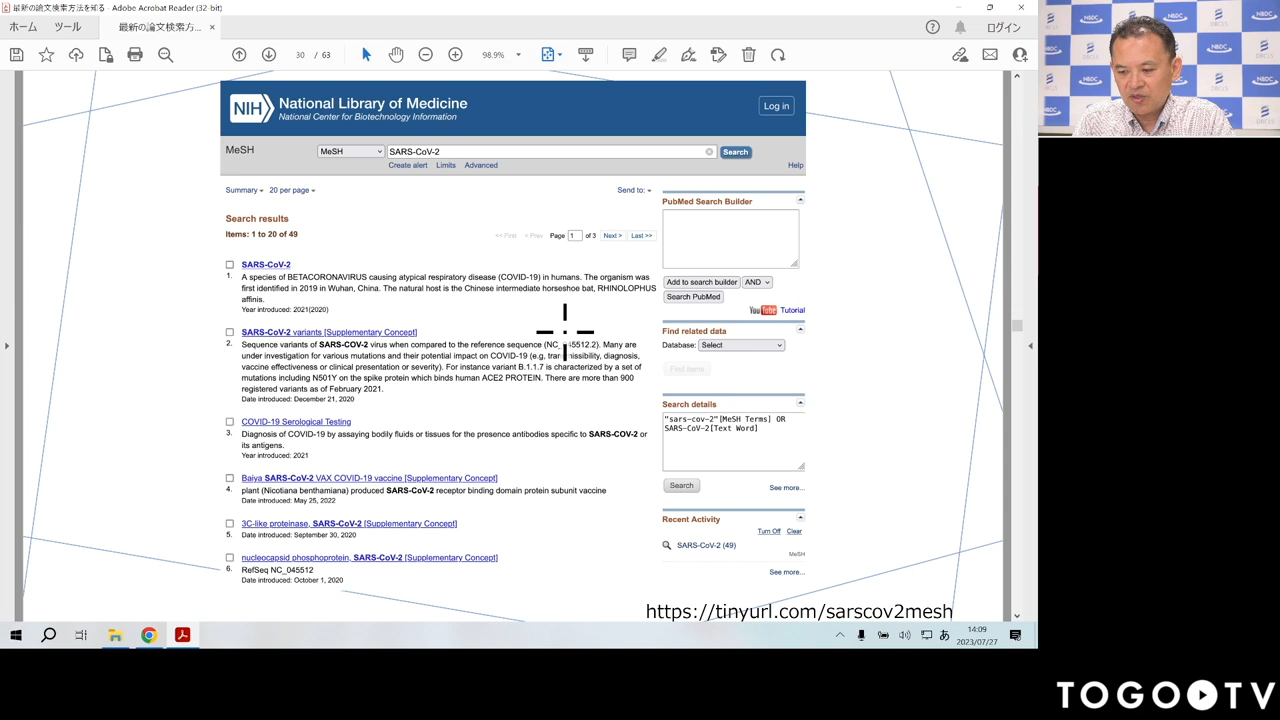 最新の論文検索方法を知る - Adobe Acrobat Reader (32-bit)
ホーム ツール 最新の論文検索方... × ログイン
30 / 63 98.9%
NIH National Library of Medicine
National Center for Biotechnology Information
Log in
MeSH MeSH SARS-CoV-2 Search
Create alert Limits Advanced Help
Summary 20 per page Send to:
Search results
Items: 1 to 20 of 49
<< First < Prev Page 1 of 3 Next > Last >>
SARS-CoV-2
1. A species of BETACORONAVIRUS causing atypical respiratory disease (COVID-19) in humans. The organism was
first identified in 2019 in Wuhan, China. The natural host is the Chinese intermediate horseshoe bat, RHINOLOPHUS
affinis.
Year introduced: 2021(2020)
SARS-CoV-2 variants [Supplementary Concept]
2. Sequence variants of SARS-COV-2 virus when compared to the reference sequence (NC_045512.2). Many are
under investigation for various mutations and their potential impact on COVID-19 (e.g, transmissibility, diagnosis,
vaccine effectiveness or clinical presentation or severity). For instance variant B.1.1.7 is characterized by a set of
mutations including N501Y on the spike protein which binds human ACE2 PROTEIN. There are more than 900
registered variants as of February 2021.
Date introduced: December 21, 2020
COVID-19 Serological Testing
3. Diagnosis of COVID-19 by assaying bodily fluids or tissues for the presence antibodies specific to SARS-COV-2 or
its antigens.
Year introduced: 2021
Baiya SARS-CoV-2 VAX COVID-19 vaccine [Supplementary Concept]
4. plant (Nicotiana benthamiana) produced SARS-CoV-2 receptor binding domain protein subunit vaccine
Date introduced: May 25, 2022
3C-like proteinase, SARS-CoV-2 [Supplementary Concept]
5. Date introduced: September 30, 2020
nucleocapsid phosphoprotein, SARS-CoV-2 [Supplementary Concept]
6. RefSeq NC_045512
Date introduced: October 1, 2020
PubMed Search Builder
Add to search builder AND
Search PubMed
YouTube Tutorial
Find related data
Database: Select
Find items
Search details
"sars-cov-2"[MeSH Terms] OR
SARS-CoV-2[Text Word]
Search See more...
Recent Activity
Turn Off Clear
SARS-CoV-2 (49)
MeSH
See more...
https://tinyurl.com/sarscov2mesh
あ 14:09
2023/07/27
NBDC
DBCLS
TOGO TV